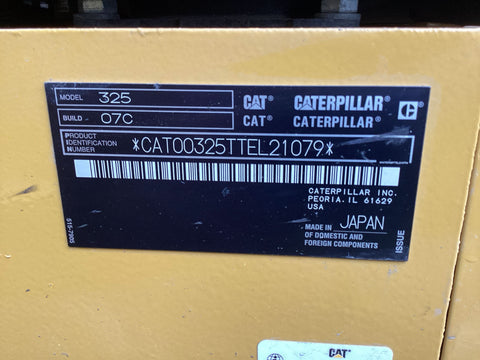 MODEL 325
BUILD 07C
CAT CATERPILLAR
CAT CATERPILLAR
PRODUCT
IDENTIFICATION
NUMBER *CAT00325TTEL21079*
CATERPILLAR INC.
PEORIA, IL 61629
USA
MADE IN JAPAN
DOMESTIC AND
FOREIGN COMPONENTS
ISSUE
CAT